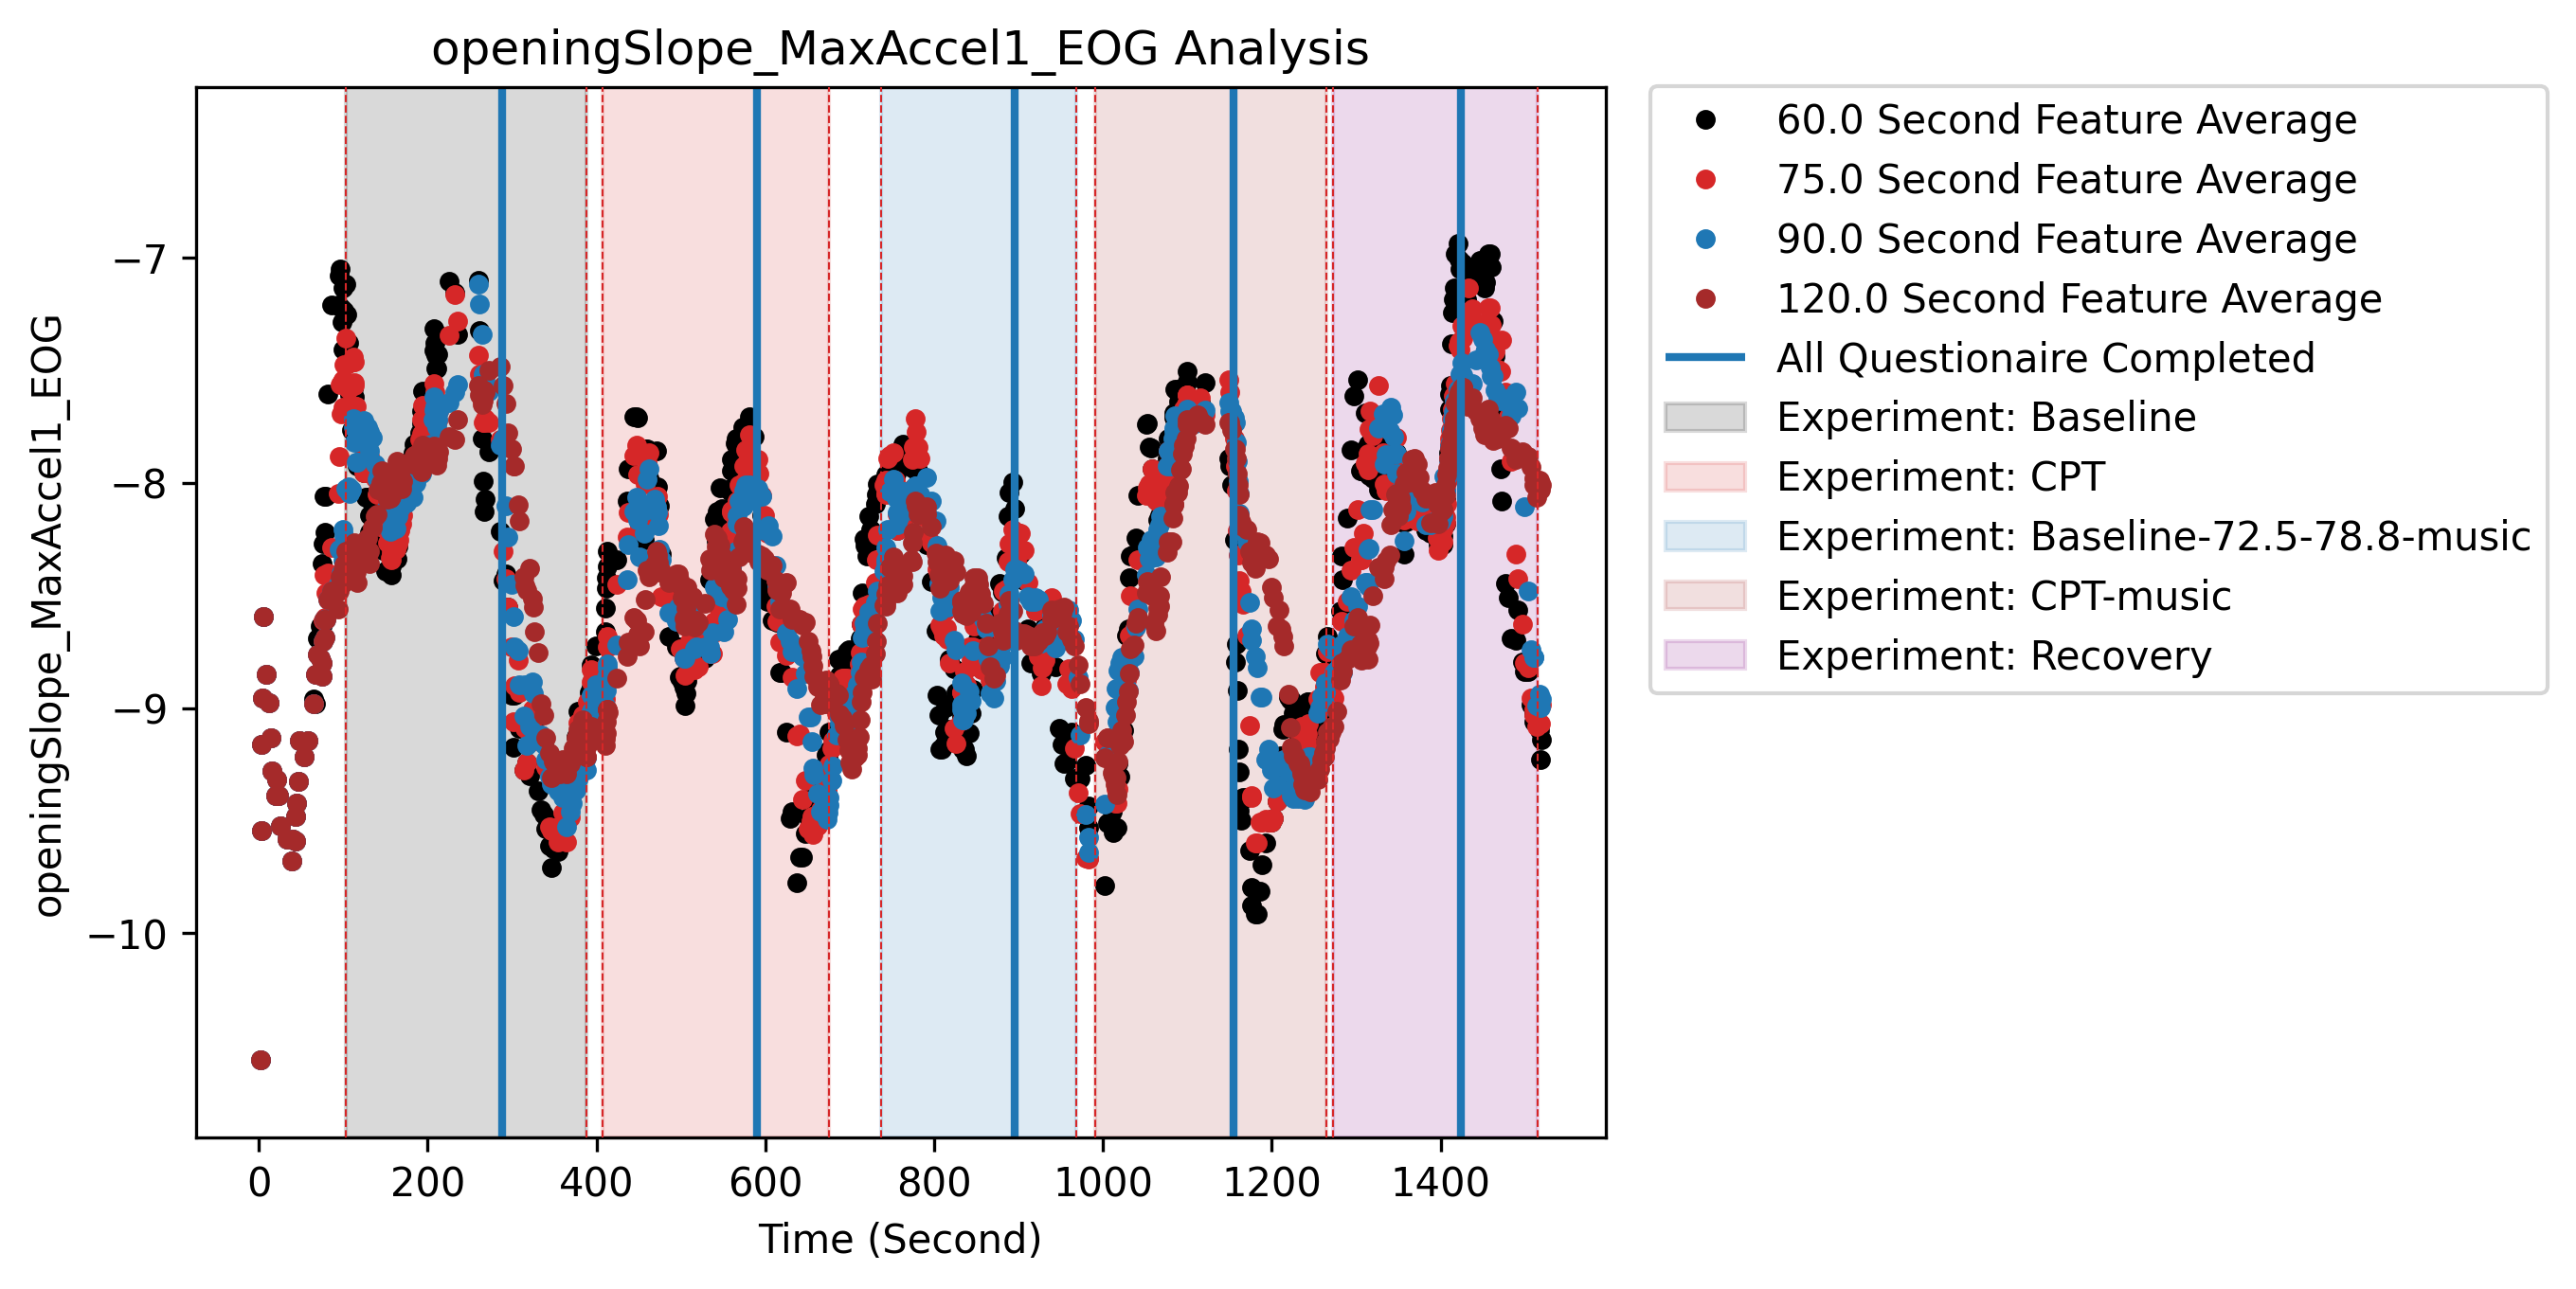 openingSlope_MaxAccel1_EOG Analysis
openingSlope_MaxAccel1_EOG
−7
−8
−9
−10
0 200 400 600 800 1000 1200 1400
Time (Second)
60.0 Second Feature Average
75.0 Second Feature Average
90.0 Second Feature Average
120.0 Second Feature Average
All Questionaire Completed
Experiment: Baseline
Experiment: CPT
Experiment: Baseline-72.5-78.8-music
Experiment: CPT-music
Experiment: Recovery